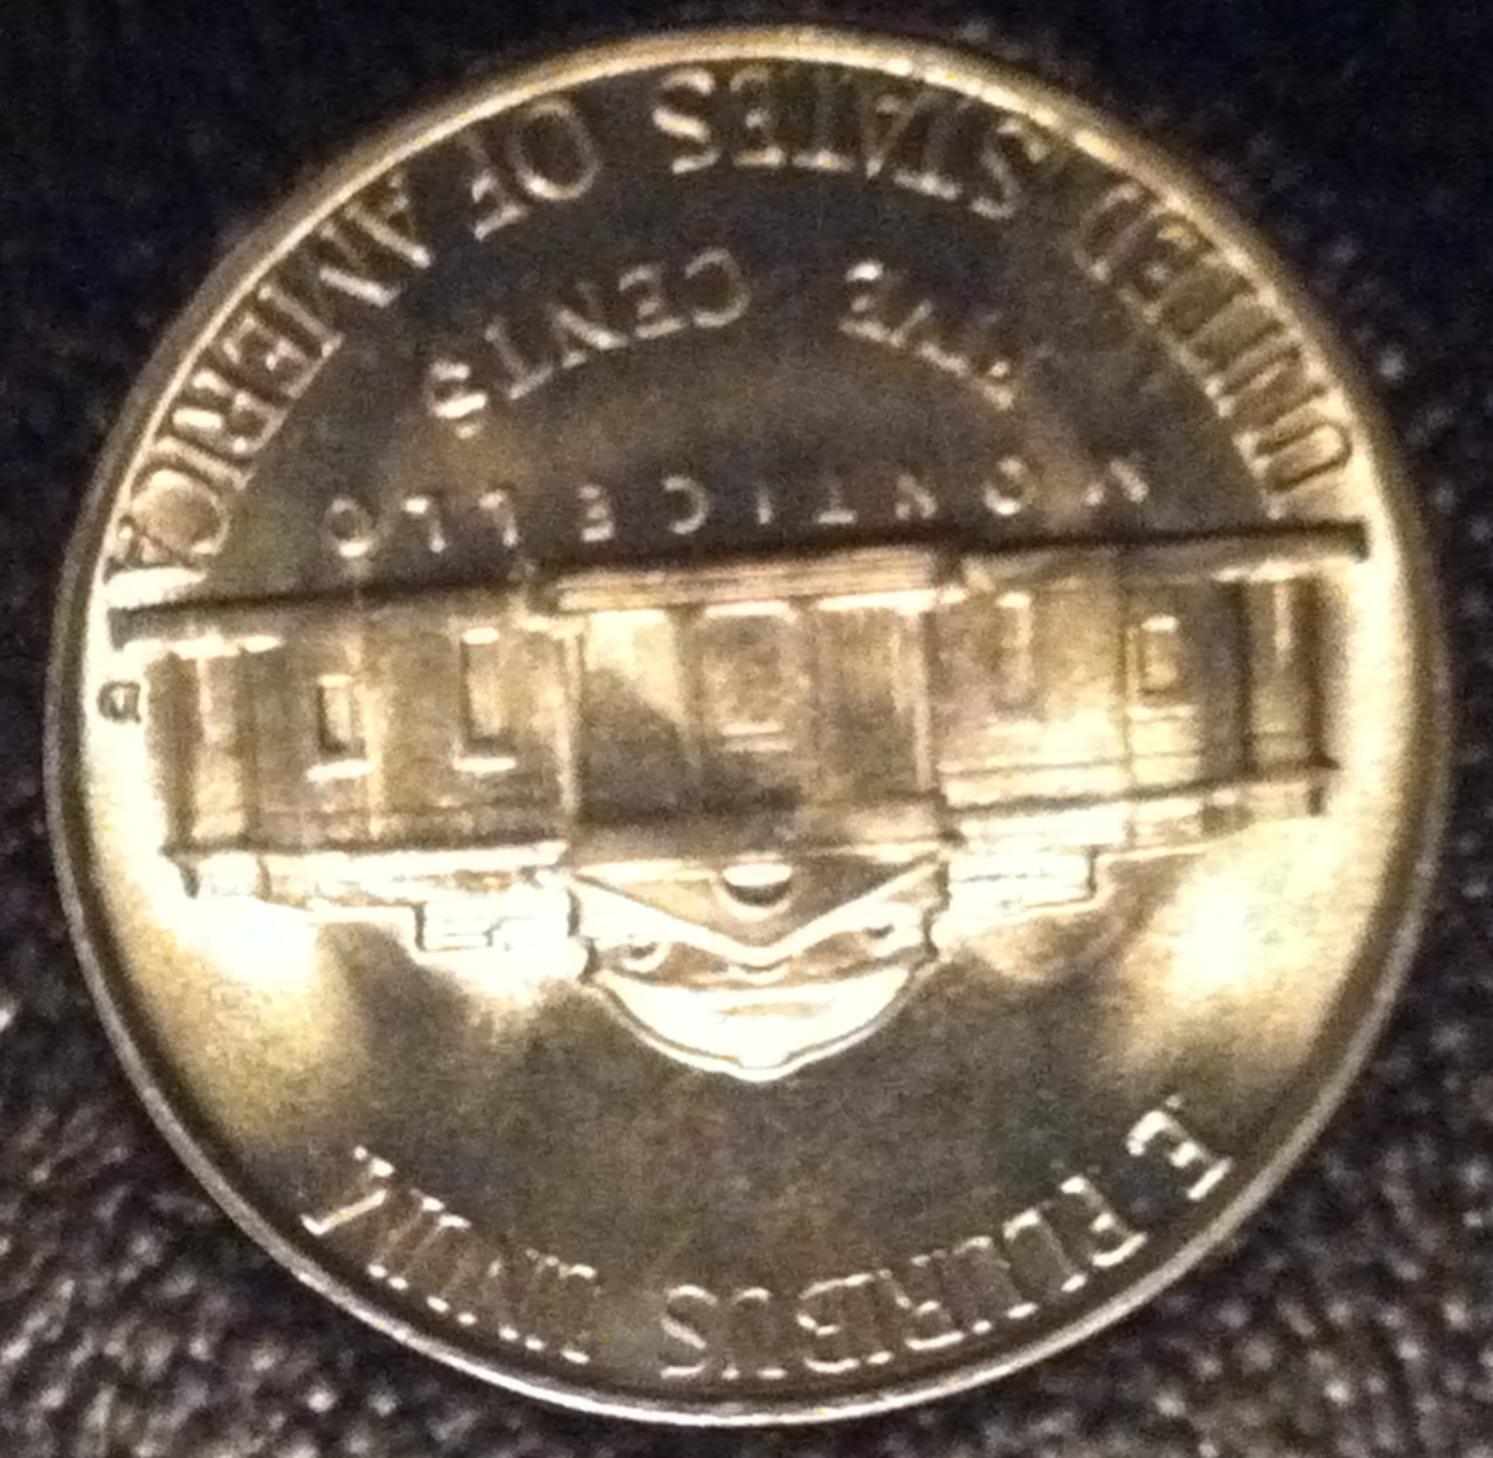 E PLURIBUS UNUM
D
MONTICELLO
FIVE CENTS
UNITED STATES OF AMERICA